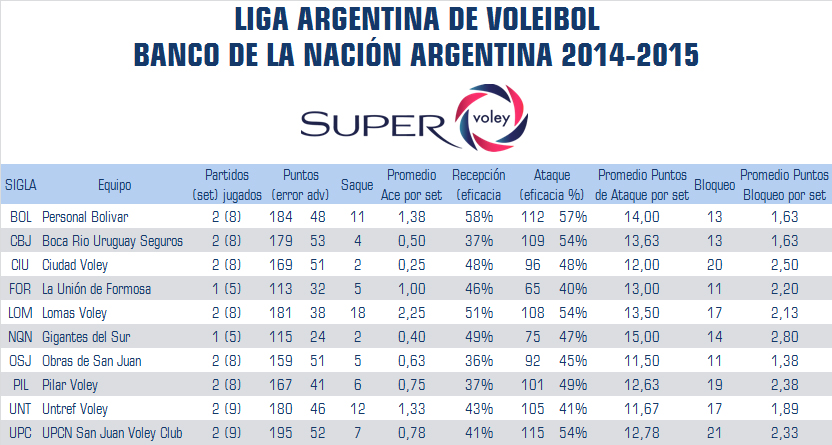 LIGA ARGENTINA DE VOLEIBOL
BANCO DE LA NACIÓN ARGENTINA 2014-2015
SUPER voley
SIGLA Equipo Partidos (set) jugados Puntos (error adv) Saque Promedio Ace por set Recepción (eficacia Ataque (eficacia %) Promedio Puntos de Ataque por set Bloqueo Promedio Puntos Bloqueo por set
BOL Personal Bolivar 2 (8) 184 48 11 1,38 58% 112 57% 14,00 13 1,63
CBJ Boca Rio Uruguay Seguros 2 (8) 179 53 4 0,50 37% 109 54% 13,63 13 1,63
CIU Ciudad Voley 2 (8) 169 51 2 0,25 48% 96 48% 12,00 20 2,50
FOR La Unión de Formosa 1 (5) 113 32 5 1,00 46% 65 40% 13,00 11 2,20
LOM Lomas Voley 2 (8) 181 38 18 2,25 51% 108 54% 13,50 17 2,13
NQN Gigantes del Sur 1 (5) 115 24 2 0,40 49% 75 47% 15,00 14 2,80
OSJ Obras de San Juan 2 (8) 159 51 5 0,63 36% 92 45% 11,50 11 1,38
PIL Pilar Voley 2 (8) 167 41 6 0,75 37% 101 49% 12,63 19 2,38
UNT Untref Voley 2 (9) 180 46 12 1,33 43% 105 41% 11,67 17 1,89
UPC UPCN San Juan Voley Club 2 (9) 195 52 7 0,78 41% 115 54% 12,78 21 2,33